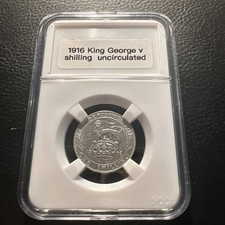 1916 King George v
shilling uncirculated